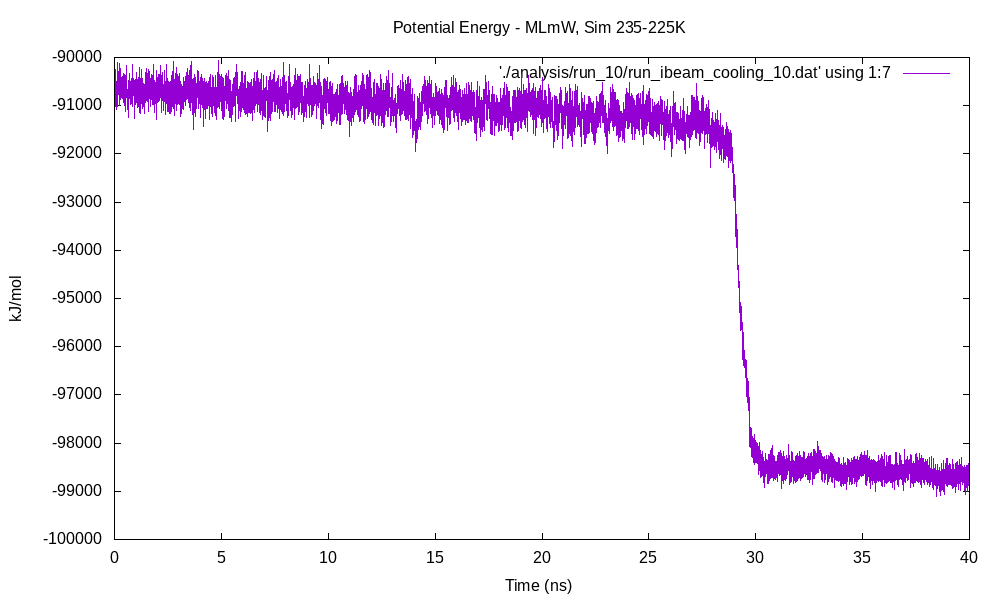 Potential Energy - MLmW, Sim 235-225K
'./analysis/run_10/run_ibeam_cooling_10.dat' using 1:7
-90000
-91000
-92000
-93000
-94000
-95000
-96000
-97000
-98000
-99000
-100000
kJ/mol
0 5 10 15 20 25 30 35 40
Time (ns)